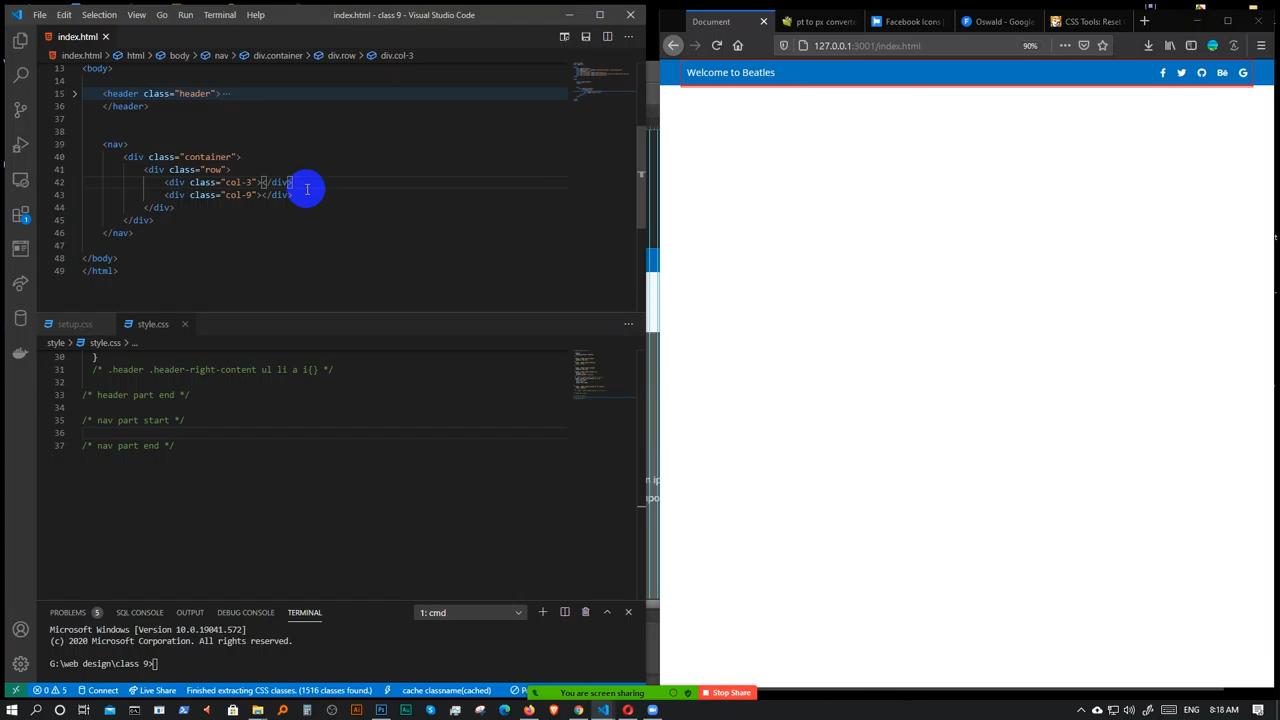 File Edit Selection View Go Run Terminal Help index.html - class 9 - Visual Studio Code
index.html
index.html > html > body > nav > div.container > div.row > div.col-3
13 <body>
14
15 <header class="header"> ...
36 </header>
37
38
39 <nav>
40 <div class="container">
41 <div class="row">
42 <div class="col-3"></div>
43 <div class="col-9"></div>
44 </div>
45 </div>
46 </nav>
47
48 </body>
49 </html>
setup.css style.css
style > style.css > ...
30 }
31 /* .header .header-right-content ul li a i{} */
32
33 /* header part end */
34
35 /* nav part start */
36
37 /* nav part end */
PROBLEMS 5 SQL CONSOLE OUTPUT DEBUG CONSOLE TERMINAL 1: cmd
Microsoft Windows [Version 10.0.19041.572]
(c) 2020 Microsoft Corporation. All rights reserved.
G:\web design\class 9>
0 5 Connect Live Share Finished extracting CSS classes. (1516 classes found.) cache classname(cached)
You are screen sharing Stop Share
Document pt to px converte Facebook Icons | Oswald - Google CSS Tools: Reset C
127.0.0.1:3001/index.html 90%
Welcome to Beatles
ENG 8:18 AM